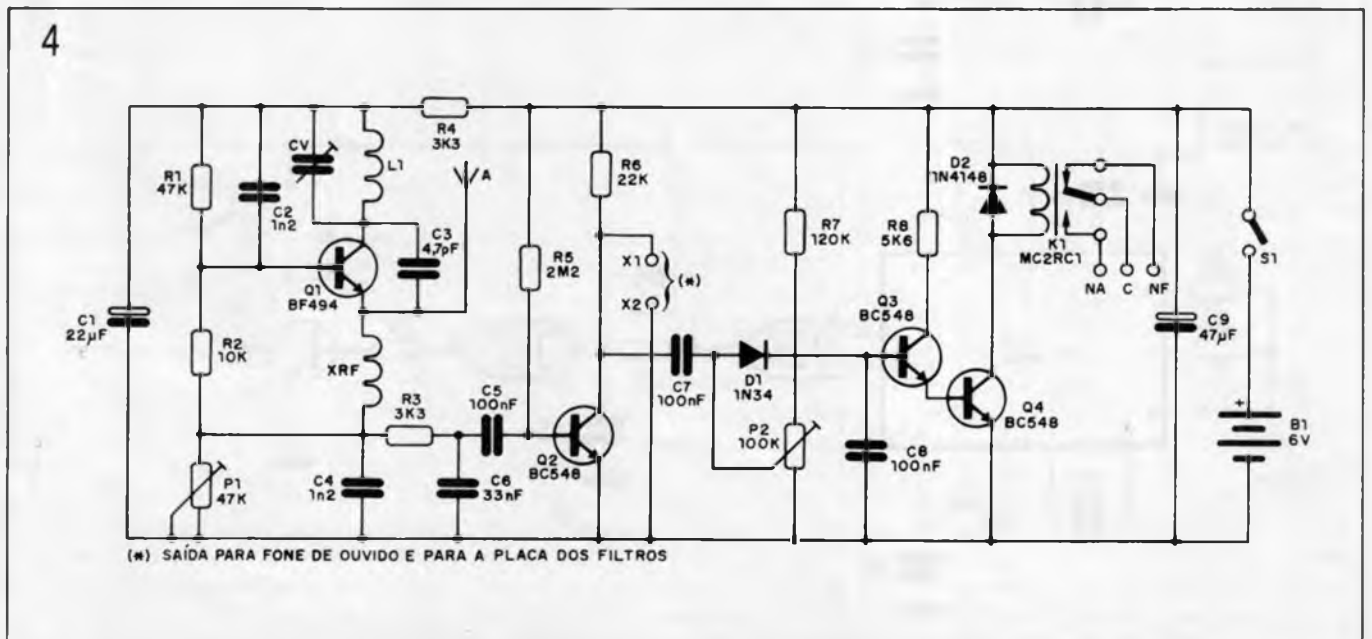 4
R1
47K
C2
1n2
CV
L1
R4
3K3
A
C3
4,7pF
Q1
BF494
C1
22µF
R2
10K
XRF
R3
3K3
C5
100nF
P1
47K
C4
1n2
C6
33nF
R5
2M2
R6
22K
X1
X2
(*)
Q2
BC548
C7
100nF
D1
1N34
P2
100K
R7
120K
R8
5K6
Q3
BC548
C8
100nF
Q4
BC548
D2
1N4148
K1
MC2RC1
NA
C
NF
C9
47µF
S1
+
B1
6V
(*) SAÍDA PARA FONE DE OUVIDO E PARA A PLACA DOS FILTROS